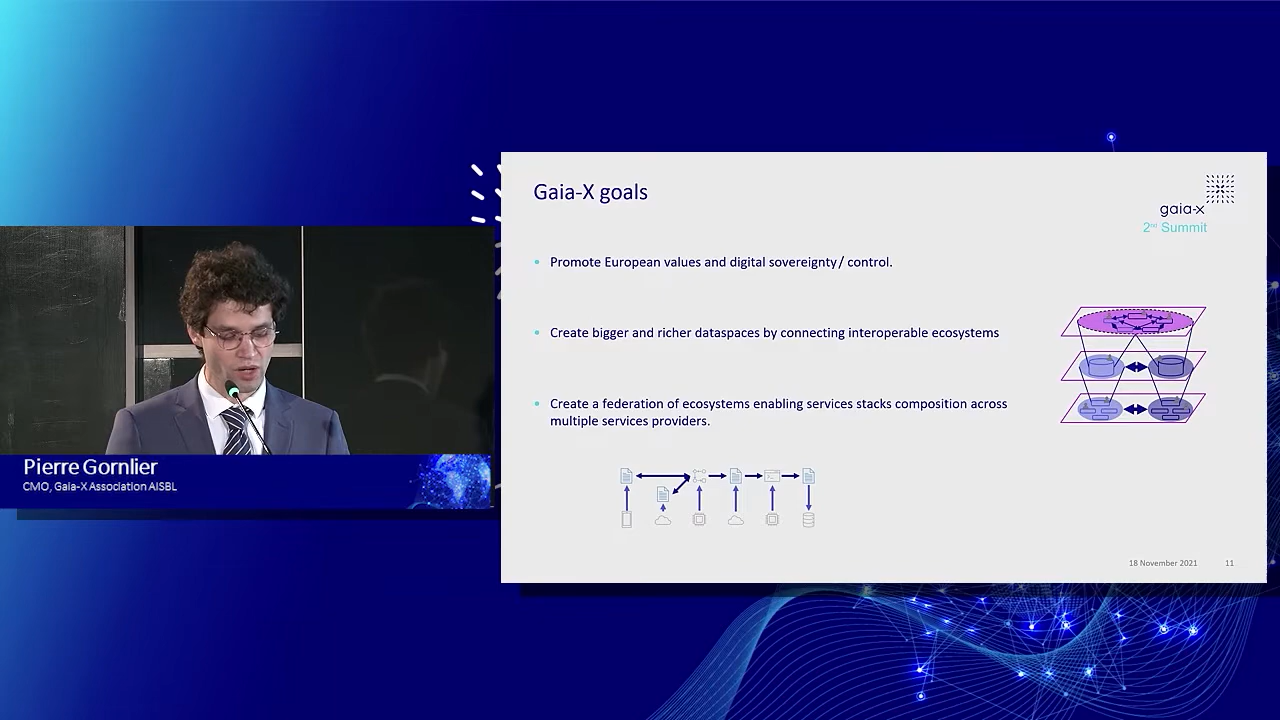 Gaia-X goals
gaia-x
2nd Summit
• Promote European values and digital sovereignty/ control.
• Create bigger and richer dataspaces by connecting interoperable ecosystems
• Create a federation of ecosystems enabling services stacks composition across
multiple services providers.
Pierre Gornlier
CMO, Gaia-X Association AISBL
18 November 2021
11